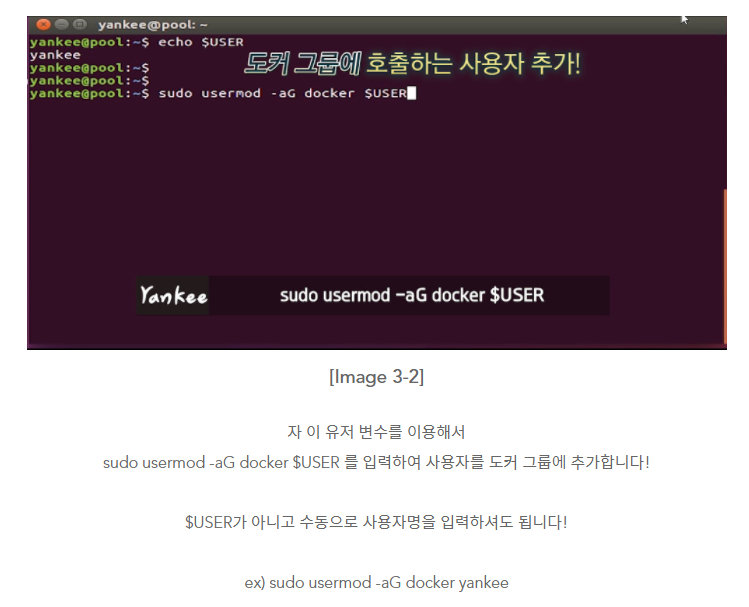 yankee@pool: ~
yankee@pool:~$ echo $USER
yankee
도커 그룹에 호출하는 사용자 추가!
yankee@pool:~$
yankee@pool:~$
yankee@pool:~$ sudo usermod -aG docker $USER
Yankee sudo usermod -aG docker $USER
[Image 3-2]
자 이 유저 변수를 이용해서
sudo usermod -aG docker $USER 를 입력하여 사용자를 도커 그룹에 추가합니다!
$USER가 아니고 수동으로 사용자명을 입력하셔도 됩니다!
ex) sudo usermod -aG docker yankee